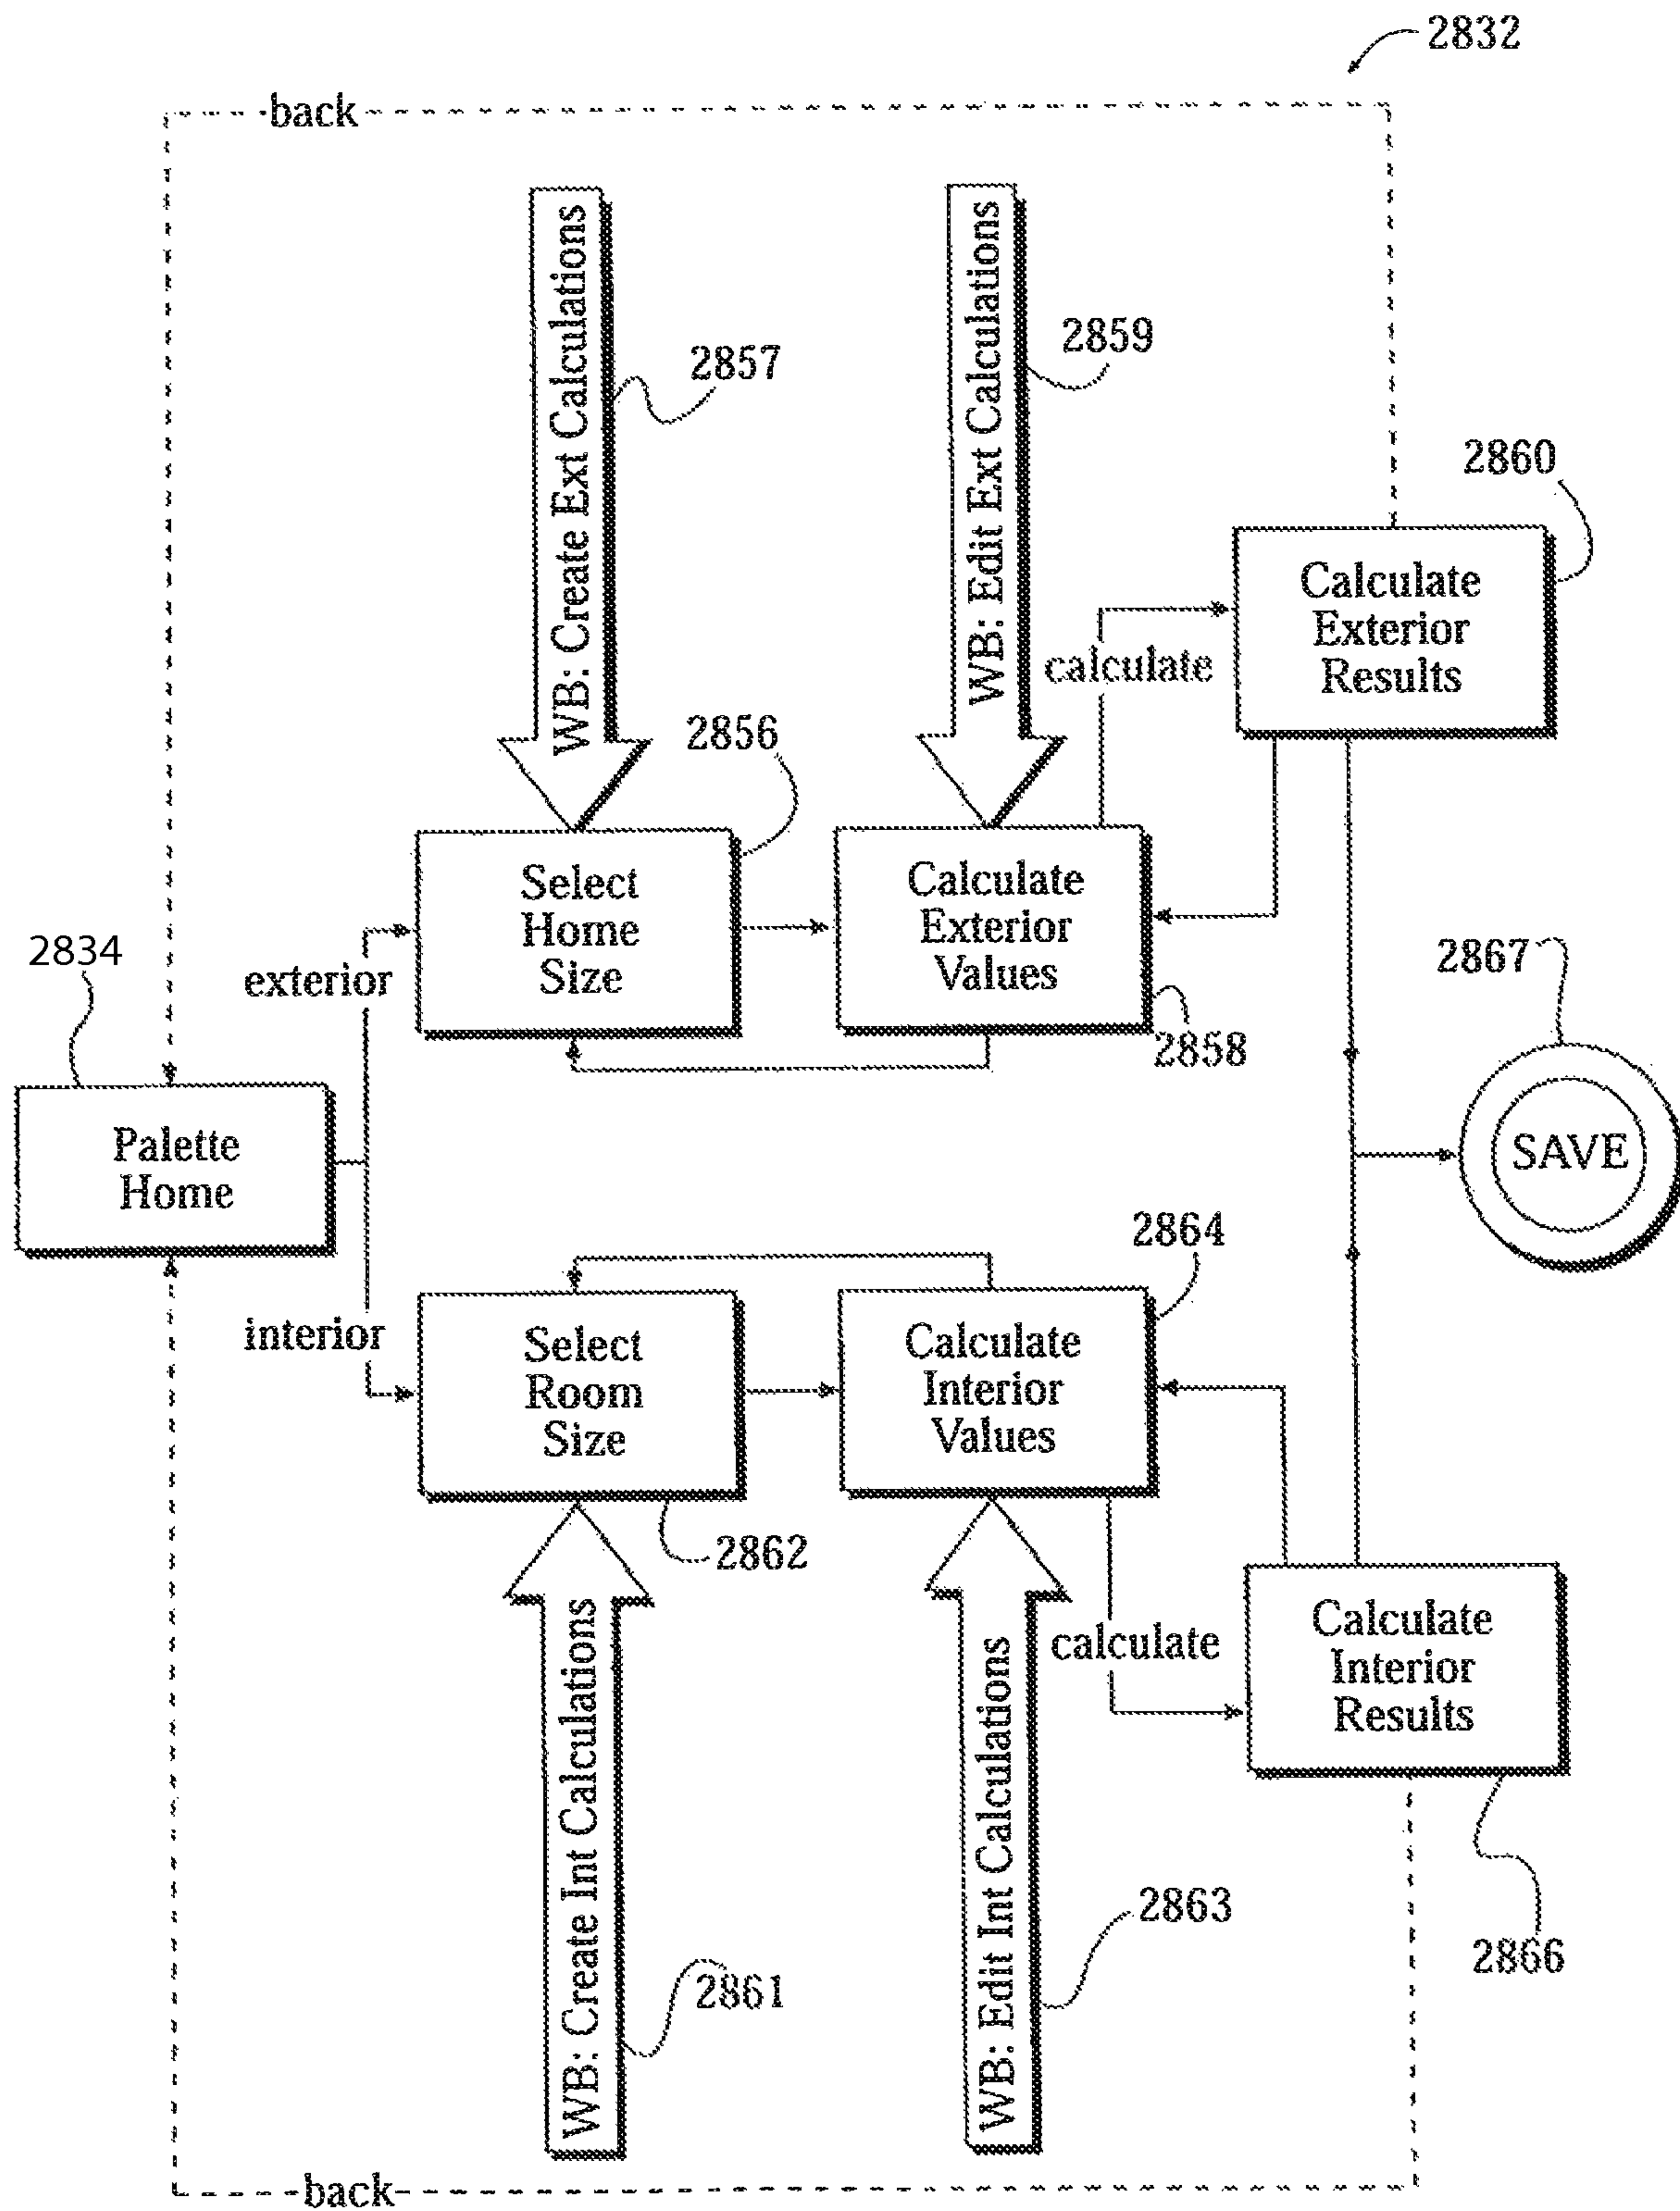 2832
back
WB: Create Ext Calculations
WB: Edit Ext Calculations
2857
2859
2860
Calculate
Exterior
Results
calculate
2856
Select
Home
Size
Calculate
Exterior
Values
2858
2834
exterior
Palette
Home
2867
SAVE
interior
2864
Select
Room
Size
Calculate
Interior
Values
2862
calculate
Calculate
Interior
Results
WB: Create Int Calculations
WB: Edit Int Calculations
2861
2863
2866
back